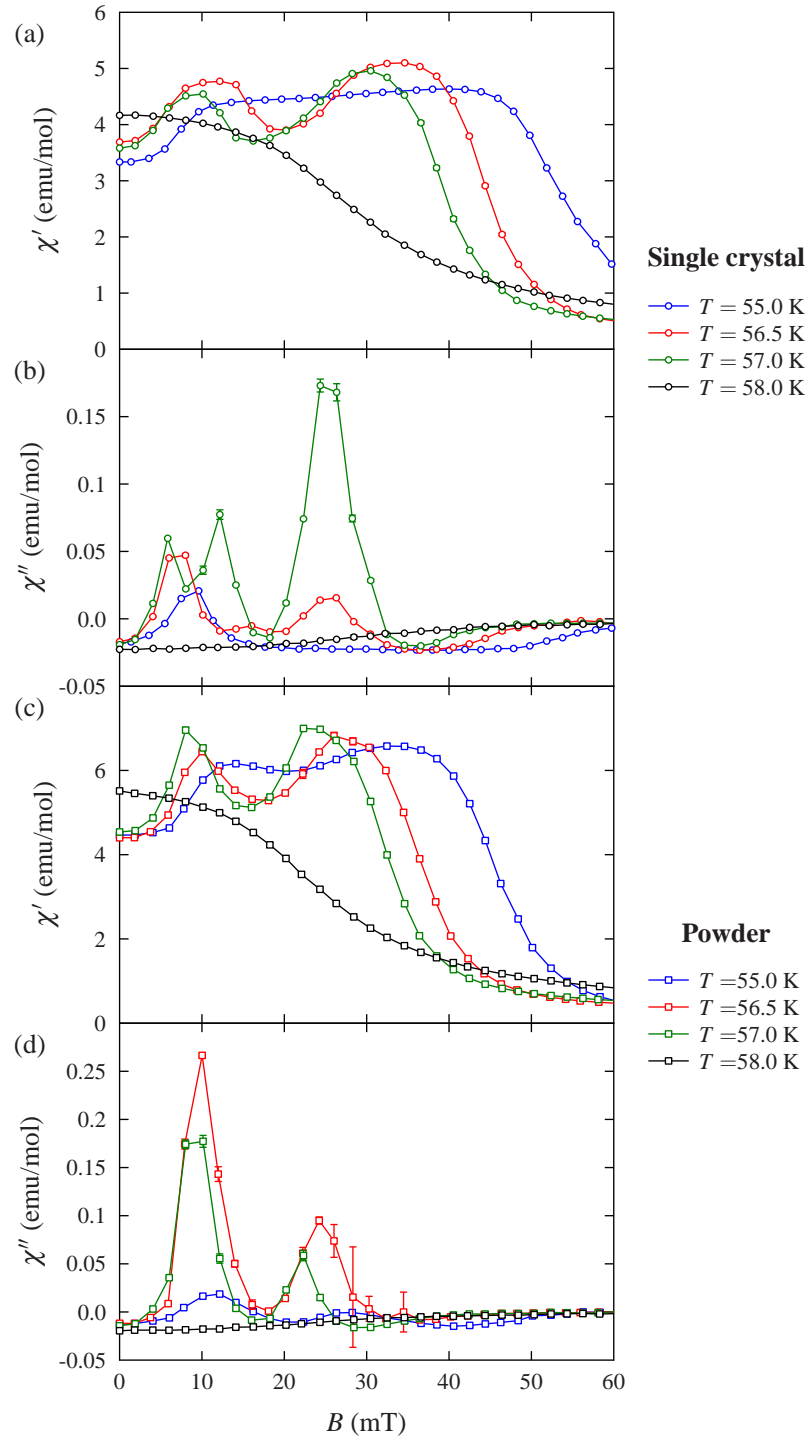 (a)
6
5
4
3
2
1
0
χ′ (emu/mol)
Single crystal
T = 55.0 K
T = 56.5 K
T = 57.0 K
T = 58.0 K
(b)
0.15
0.1
0.05
0.0
-0.05
χ″ (emu/mol)
(c)
6
4
2
0
χ′ (emu/mol)
Powder
T =55.0 K
T =56.5 K
T =57.0 K
T =58.0 K
(d)
0.25
0.2
0.15
0.1
0.05
0.0
-0.05
χ″ (emu/mol)
0 10 20 30 40 50 60
B (mT)